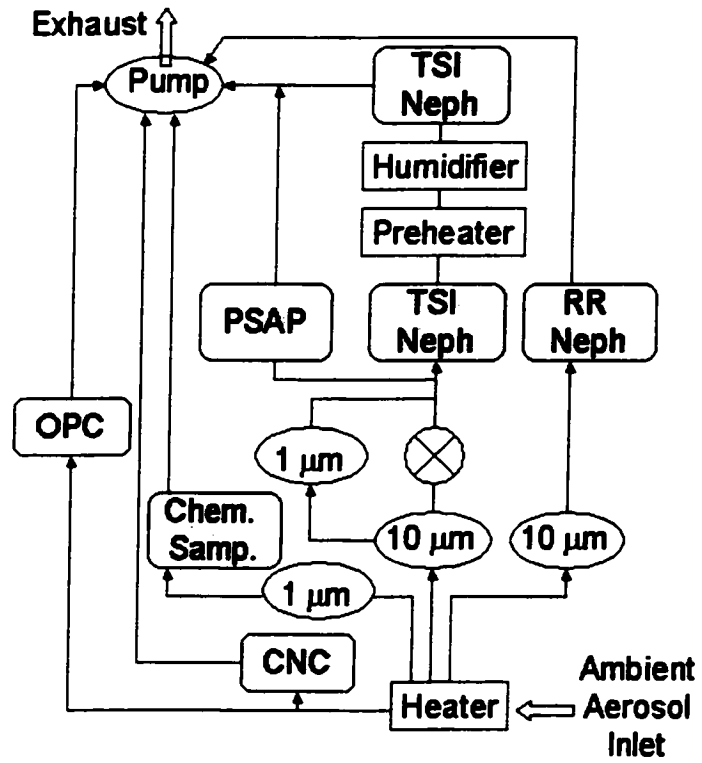 Exhaust
Pump
TSI
Neph
Humidifier
Preheater
PSAP
TSI
Neph
RR
Neph
OPC
1 μm
Chem.
Samp.
10 μm
10 μm
1 μm
CNC
Heater
Ambient
Aerosol
Inlet